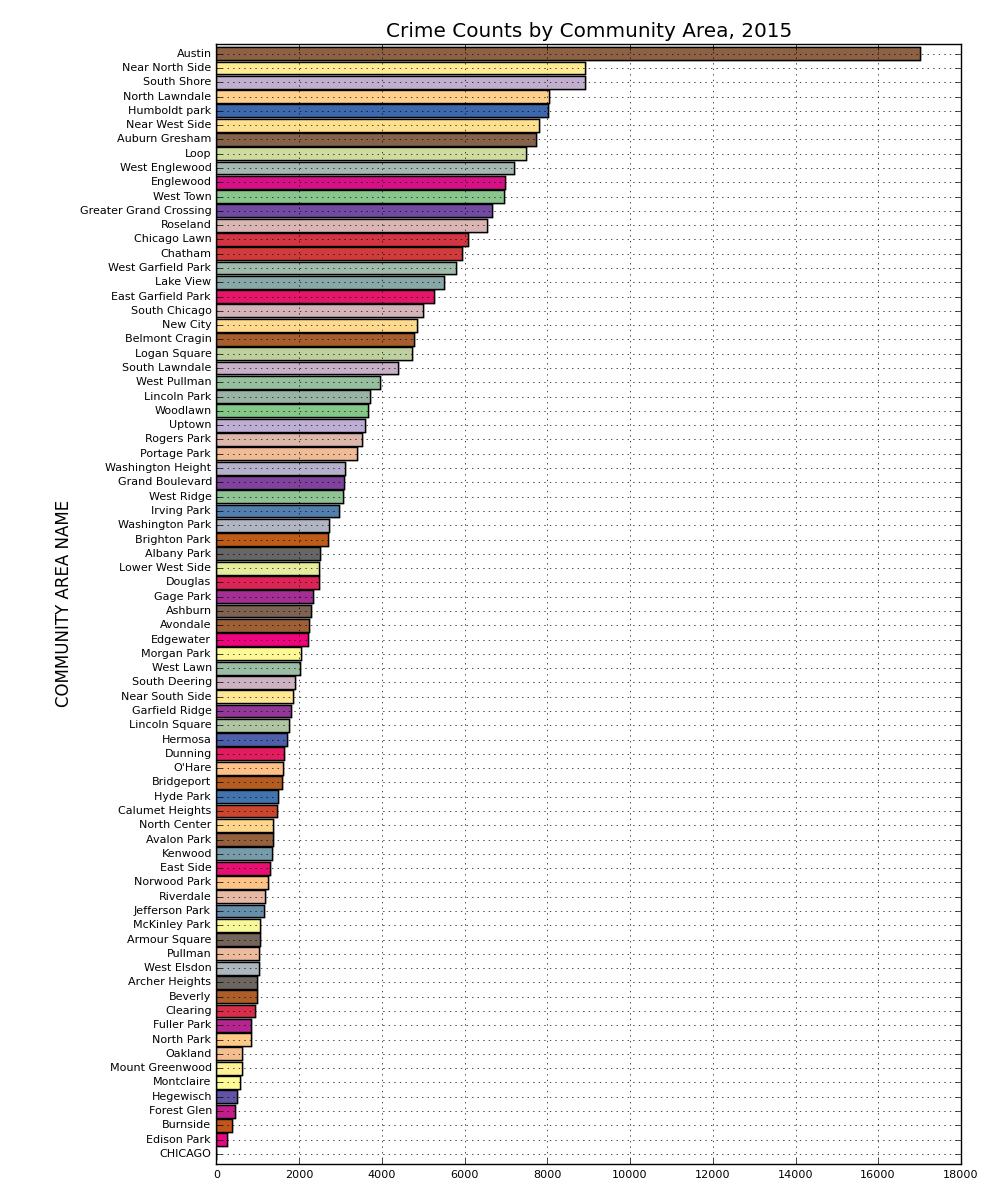 Crime Counts by Community Area, 2015
Austin
Near North Side
South Shore
North Lawndale
Humboldt park
Near West Side
Auburn Gresham
Loop
West Englewood
Englewood
West Town
Greater Grand Crossing
Roseland
Chicago Lawn
Chatham
West Garfield Park
Lake View
East Garfield Park
South Chicago
New City
Belmont Cragin
Logan Square
South Lawndale
West Pullman
Lincoln Park
Woodlawn
Uptown
Rogers Park
Portage Park
Washington Height
Grand Boulevard
West Ridge
Irving Park
Washington Park
Brighton Park
Albany Park
Lower West Side
Douglas
Gage Park
Ashburn
Avondale
Edgewater
Morgan Park
West Lawn
South Deering
Near South Side
Garfield Ridge
Lincoln Square
Hermosa
Dunning
O'Hare
Bridgeport
Hyde Park
Calumet Heights
North Center
Avalon Park
Kenwood
East Side
Norwood Park
Riverdale
Jefferson Park
McKinley Park
Armour Square
Pullman
West Elsdon
Archer Heights
Beverly
Clearing
Fuller Park
North Park
Oakland
Mount Greenwood
Montclaire
Hegewisch
Forest Glen
Burnside
Edison Park
CHICAGO
COMMUNITY AREA NAME
0 2000 4000 6000 8000 10000 12000 14000 16000 18000